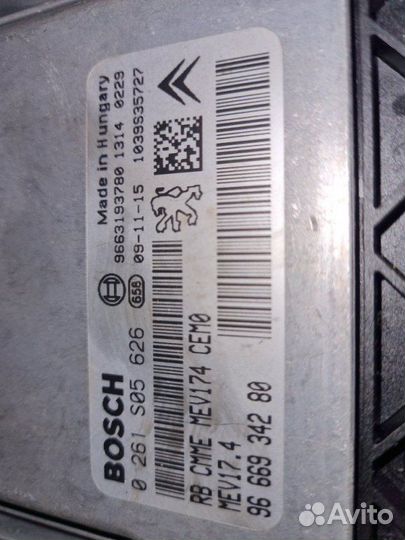 Made in Hungary
9663193780 1314 0229
658 09-11-15 1039S35727
BOSCH
0 261 S05 626
RB CMME MEV174 CEM0
MEV17.4
96 669 342 80
Avito